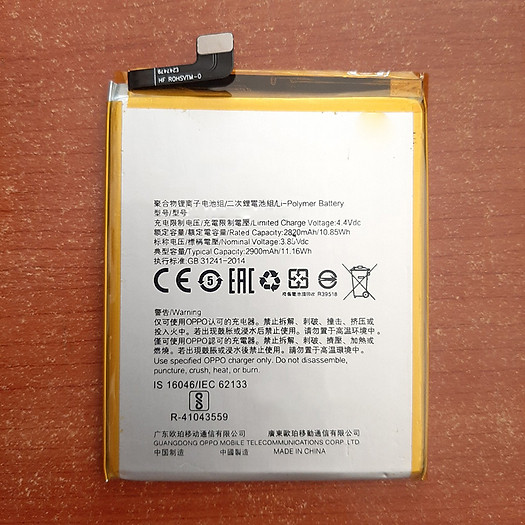 E24747B
HF ROHSVTM-0
聚合物锂离子电池组/二次鋰電池組/Li-Polymer Battery
型号/型号
充电限制电压/充電限制電壓/Limited Charge Voltage:4.4Vdc
额定容量/額定電容量/Rated Capacity:2820mAh/10.85Wh
标称电压/標稱電壓/Nominal Voltage:3.85Vdc
典型容量/Typical Capacity:2900mAh/11.16Wh
执行标准:GB 31241-2014
CE 5 EAC
R39518
警告/Warning
仅可使用OPPO认可的充电器。禁止拆解、刺破、撞击、挤压或
投入火中。若出现鼓胀或浸水后禁止使用。请勿置于高温环境中。
僅可使用OPPO認可的充電器。禁止拆解、刺破、擠壓、加熱或
燃燒。若出現鼓脹或浸水後禁止使用。請勿置于高温環境中。
Use specified OPPO charger only. Do not disassemble,
puncture, crush, heat, or burn.
IS 16046/IEC 62133
R-41043559
广东欧珀移动通信有限公司 廣東歐珀移動通信有限公司
GUANGDONG OPPO MOBILE TELECOMMUNICATIONS CORP. LTD
中国制造 中國製造 MADE IN CHINA